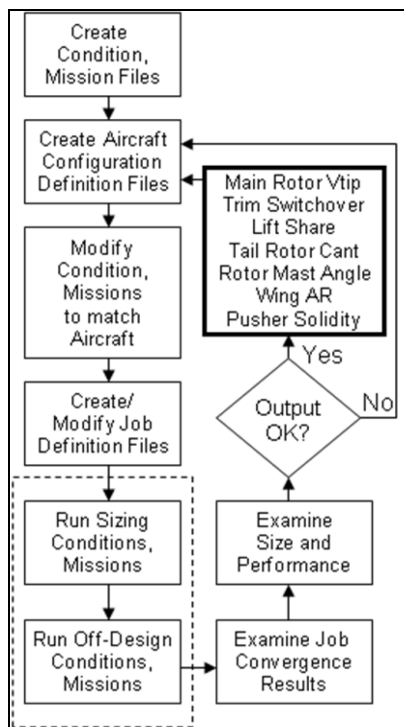 Create
Condition,
Mission Files
Create Aircraft
Configuration
Definition Files
Modify
Condition,
Missions
to match
Aircraft
Create/
Modify Job
Definition Files
Run Sizing
Conditions,
Missions
Run Off-Design
Conditions,
Missions
Examine Job
Convergence
Results
Examine
Size and
Performance
Output
OK?
Yes
No
Main Rotor Vtip
Trim Switchover
Lift Share
Tail Rotor Cant
Rotor Mast Angle
Wing AR
Pusher Solidity